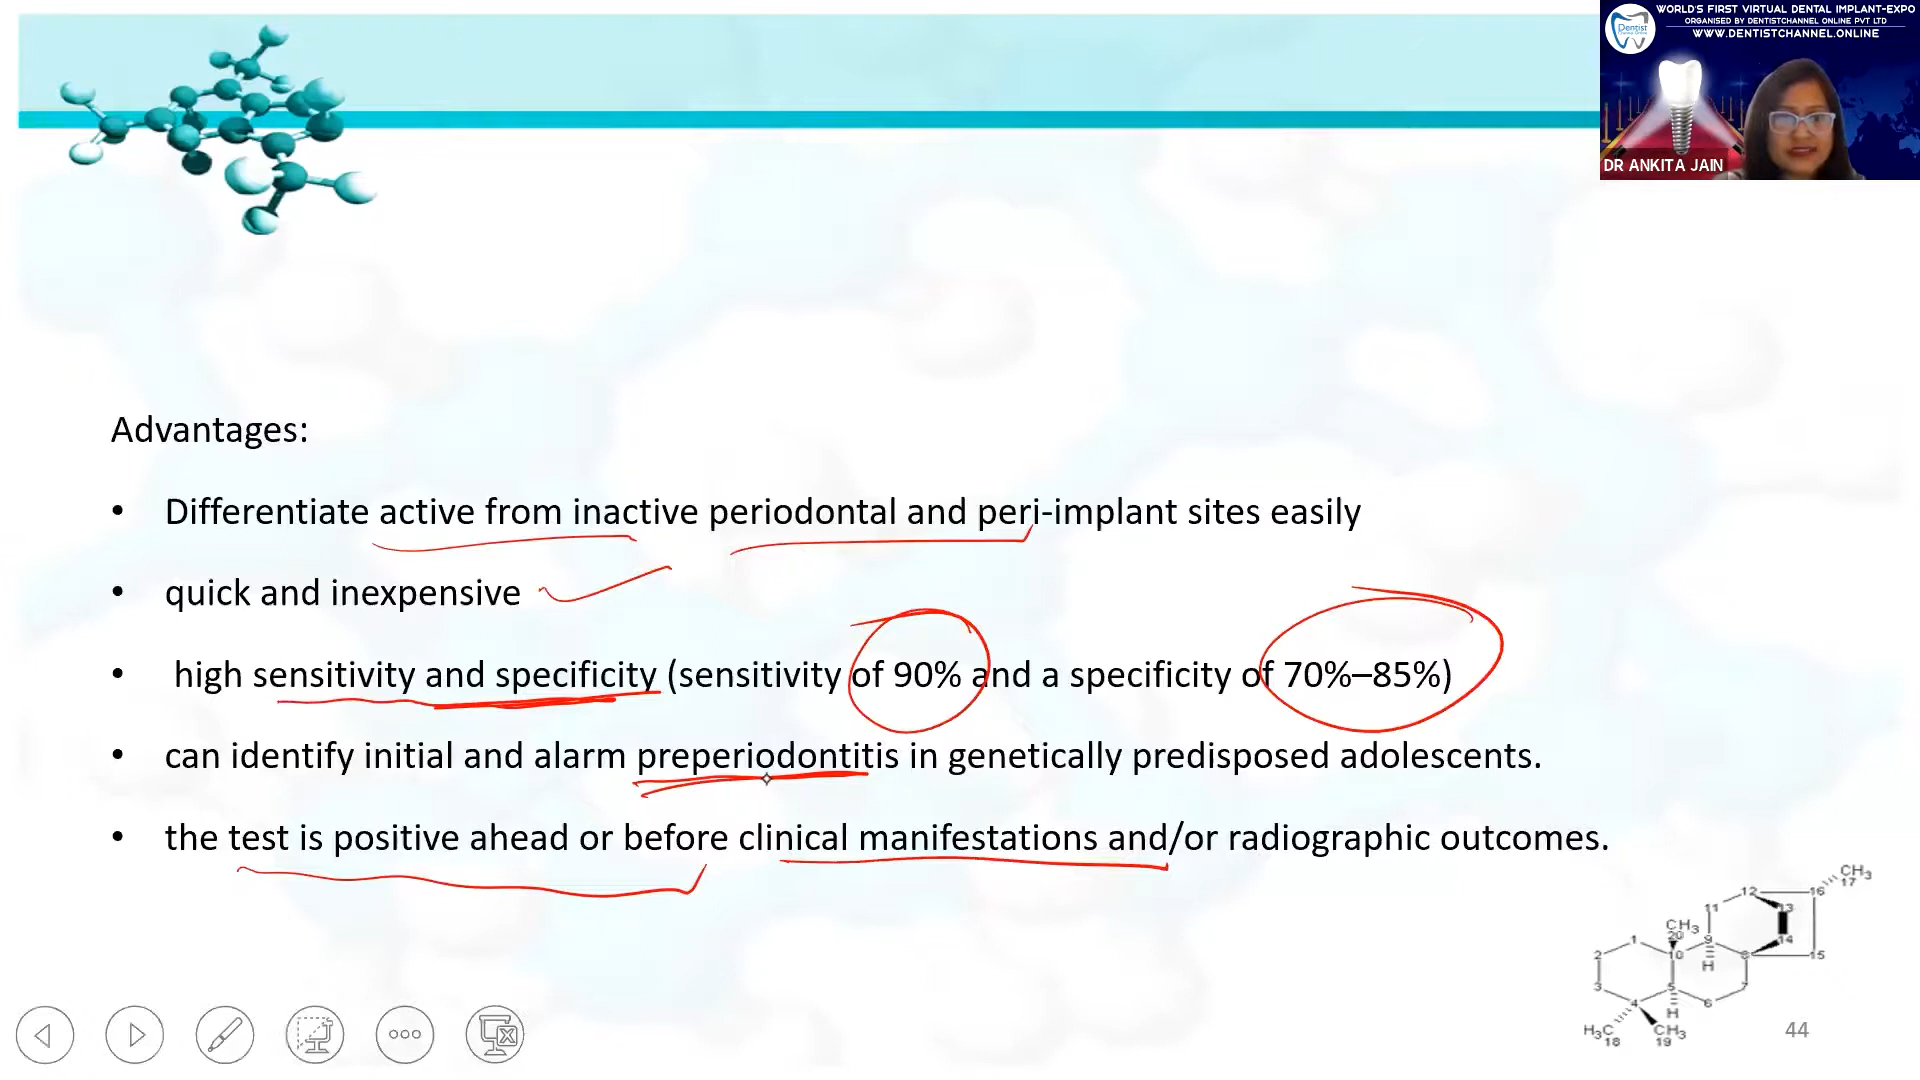 WORLD'S FIRST VIRTUAL DENTAL IMPLANT-EXPO
ORGANISED BY DENTISTCHANNEL ONLINE PVT LTD
WWW.DENTISTCHANNEL.ONLINE
Dentist
DR ANKITA JAIN
Advantages:
• Differentiate active from inactive periodontal and peri-implant sites easily
• quick and inexpensive
• high sensitivity and specificity (sensitivity of 90% and a specificity of 70%–85%)
• can identify initial and alarm preperiodontitis in genetically predisposed adolescents.
• the test is positive ahead or before clinical manifestations and/or radiographic outcomes.
CH3
17
16
12
11
13
CH3
20
1
9
14
2
10
H
8
15
3
5
7
4
6
H
H3C
18
CH3
19
44